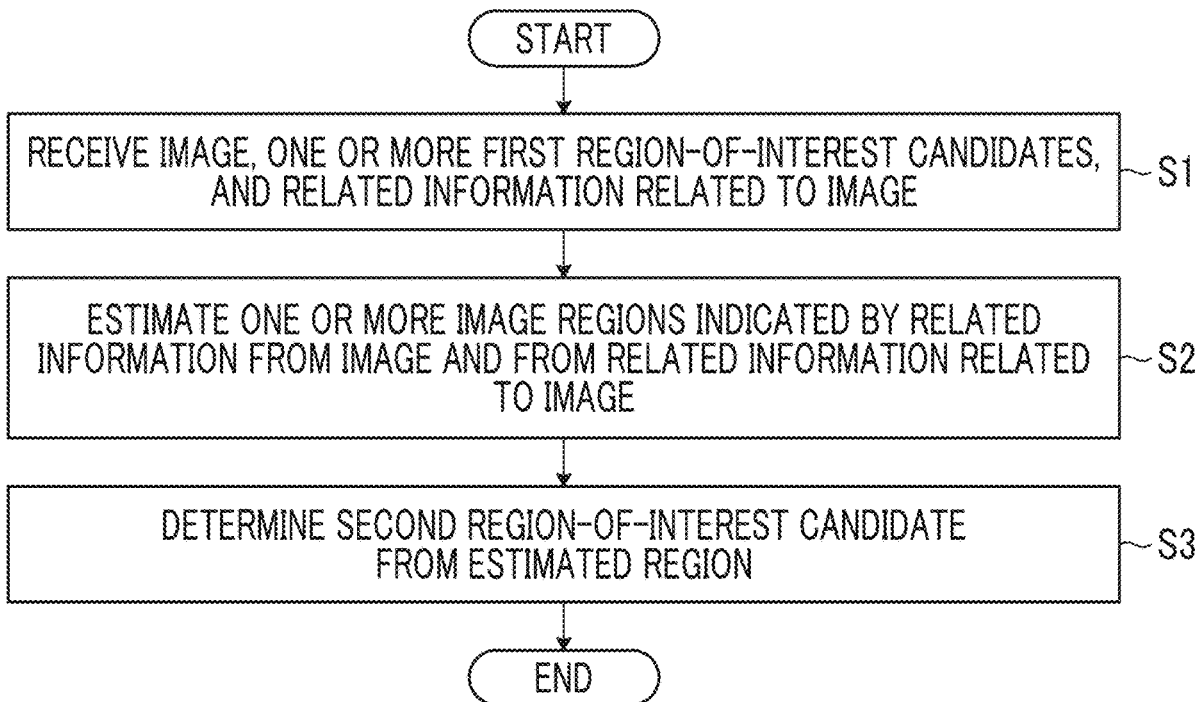 START
RECEIVE IMAGE, ONE OR MORE FIRST REGION-OF-INTEREST CANDIDATES,
AND RELATED INFORMATION RELATED TO IMAGE
S1
ESTIMATE ONE OR MORE IMAGE REGIONS INDICATED BY RELATED
INFORMATION FROM IMAGE AND FROM RELATED INFORMATION RELATED
TO IMAGE
S2
DETERMINE SECOND REGION-OF-INTEREST CANDIDATE
FROM ESTIMATED REGION
S3
END